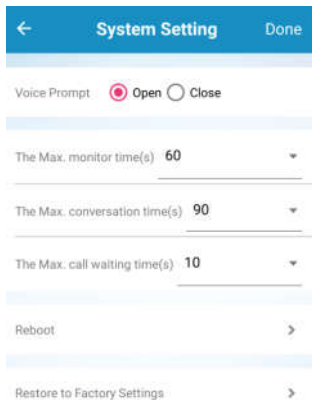 System Setting Done
Voice Prompt Open Close
The Max. monitor time(s) 60
The Max. conversation time(s) 90
The Max. call waiting time(s) 10
Reboot
Restore to Factory Settings